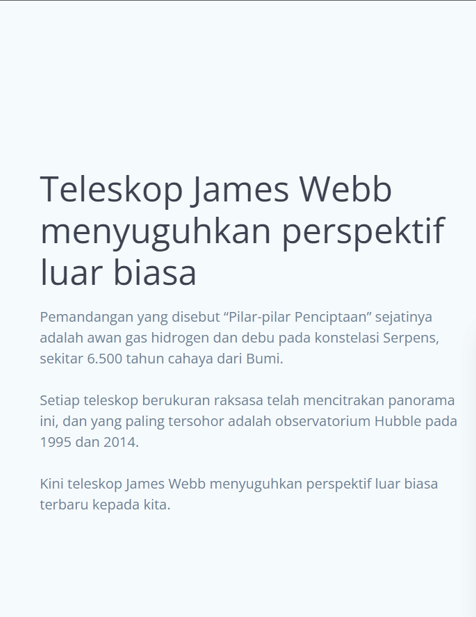 Teleskop James Webb
menyuguhkan perspektif
luar biasa
Pemandangan yang disebut “Pilar-pilar Penciptaan” sejatinya
adalah awan gas hidrogen dan debu pada konstelasi Serpens,
sekitar 6.500 tahun cahaya dari Bumi.
Setiap teleskop berukuran raksasa telah mencitrakan panorama
ini, dan yang paling tersohor adalah observatorium Hubble pada
1995 dan 2014.
Kini teleskop James Webb menyuguhkan perspektif luar biasa
terbaru kepada kita.